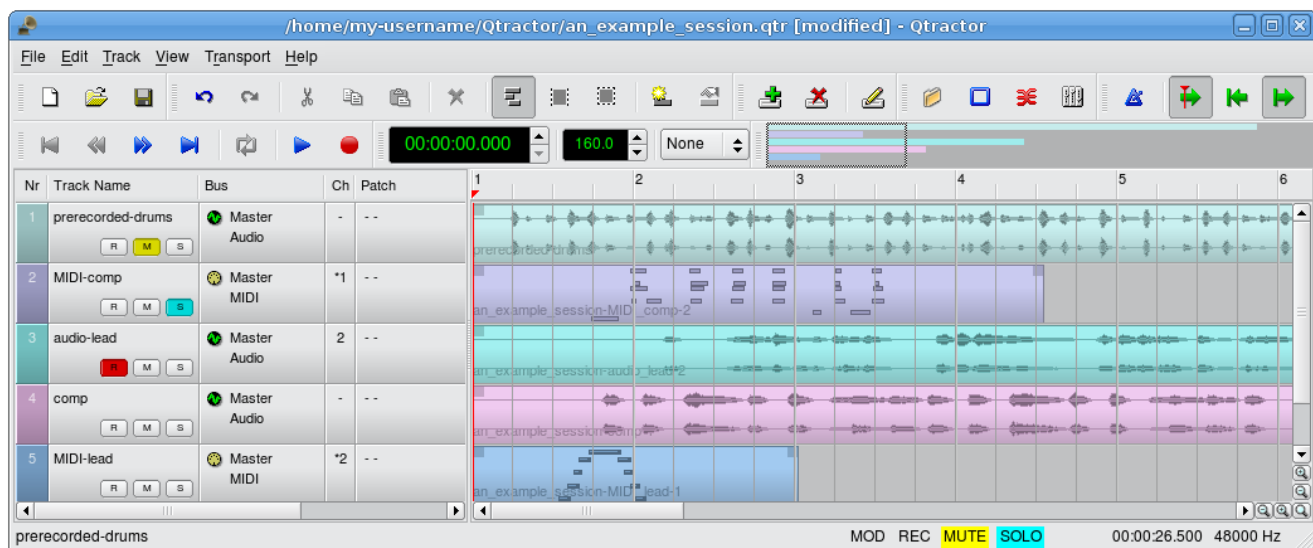 /home/my-username/Qtractor/an_example_session.qtr [modified] - Qtractor
File Edit Track View Transport Help
00:00:00.000 160.0 None
Nr Track Name Bus Ch Patch 1 2 3 4 5 6
1 prerecorded-drums Master Audio - - -
R M S
prerecorded-drums
2 MIDI-comp Master MIDI *1 - -
R M S
an_example_session-MIDI_comp-2
3 audio-lead Master Audio 2 - -
R M S
an_example_session-audio_lead-2
4 comp Master Audio - - -
R M S
5 MIDI-lead Master MIDI *2 - -
R M S
an_example_session-MIDI_lead-1
prerecorded-drums MOD REC MUTE SOLO 00:00:26.500 48000 Hz